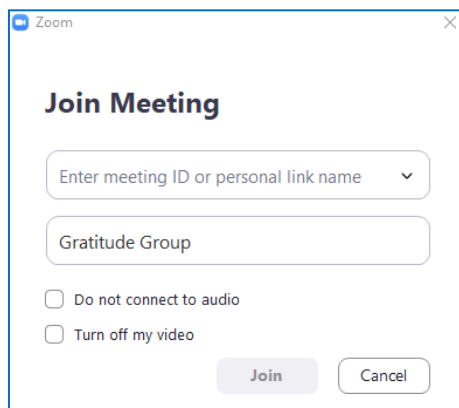 Zoom
Join Meeting
Enter meeting ID or personal link name
Gratitude Group
Do not connect to audio
Turn off my video
Join Cancel